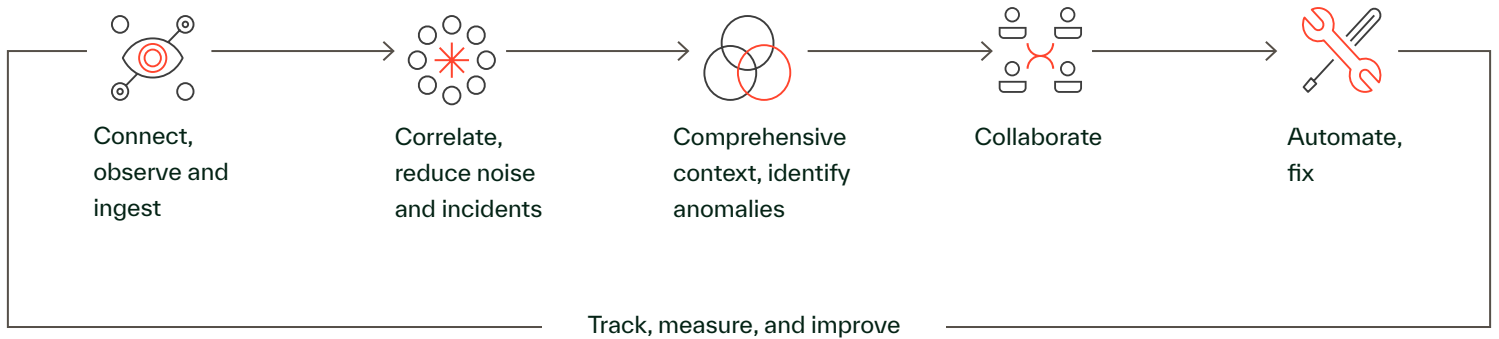 Connect,
observe and
ingest
Correlate,
reduce noise
and incidents
Comprehensive
context, identify
anomalies
Collaborate
Automate,
fix
Track, measure, and improve